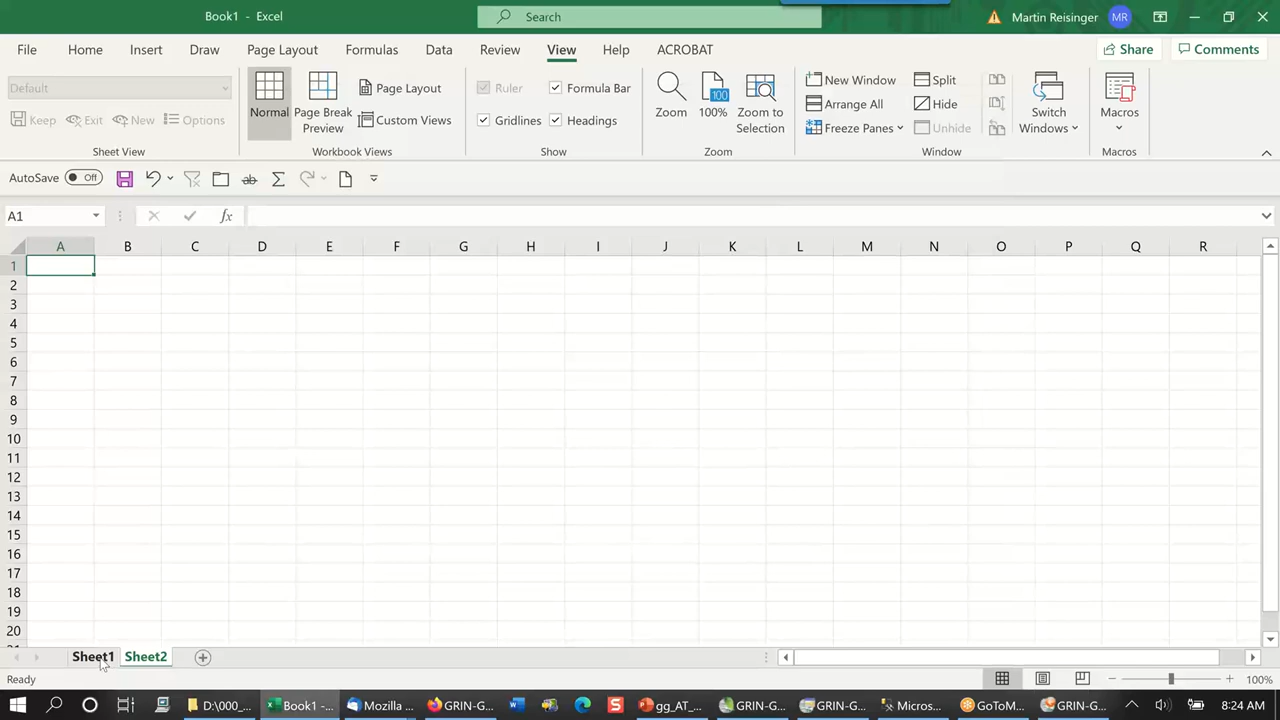 Book1 - Excel
Search
Martin Reisinger
MR
File Home Insert Draw Page Layout Formulas Data Review View Help ACROBAT
Share
Comments
Default
Keep Exit New Options
Sheet View
Normal
Page Break Preview
Page Layout
Custom Views
Workbook Views
Ruler
Formula Bar
Gridlines
Headings
Show
Zoom
100
100%
Zoom to Selection
Zoom
New Window
Arrange All
Freeze Panes
Split
Hide
Unhide
Switch Windows
Window
Macros
Macros
AutoSave Off
ab
A1
fx
A B C D E F G H I J K L M N O P Q R
1
2
3
4
5
6
7
8
9
10
11
12
13
14
15
16
17
18
19
20
Sheet1 Sheet2
Ready
100%
D:\000_... Book1 -... Mozilla ... GRIN-G... gg_AT_... GRIN-G... GRIN-G... Micros... GoToM... GRIN-G... 8:24 AM